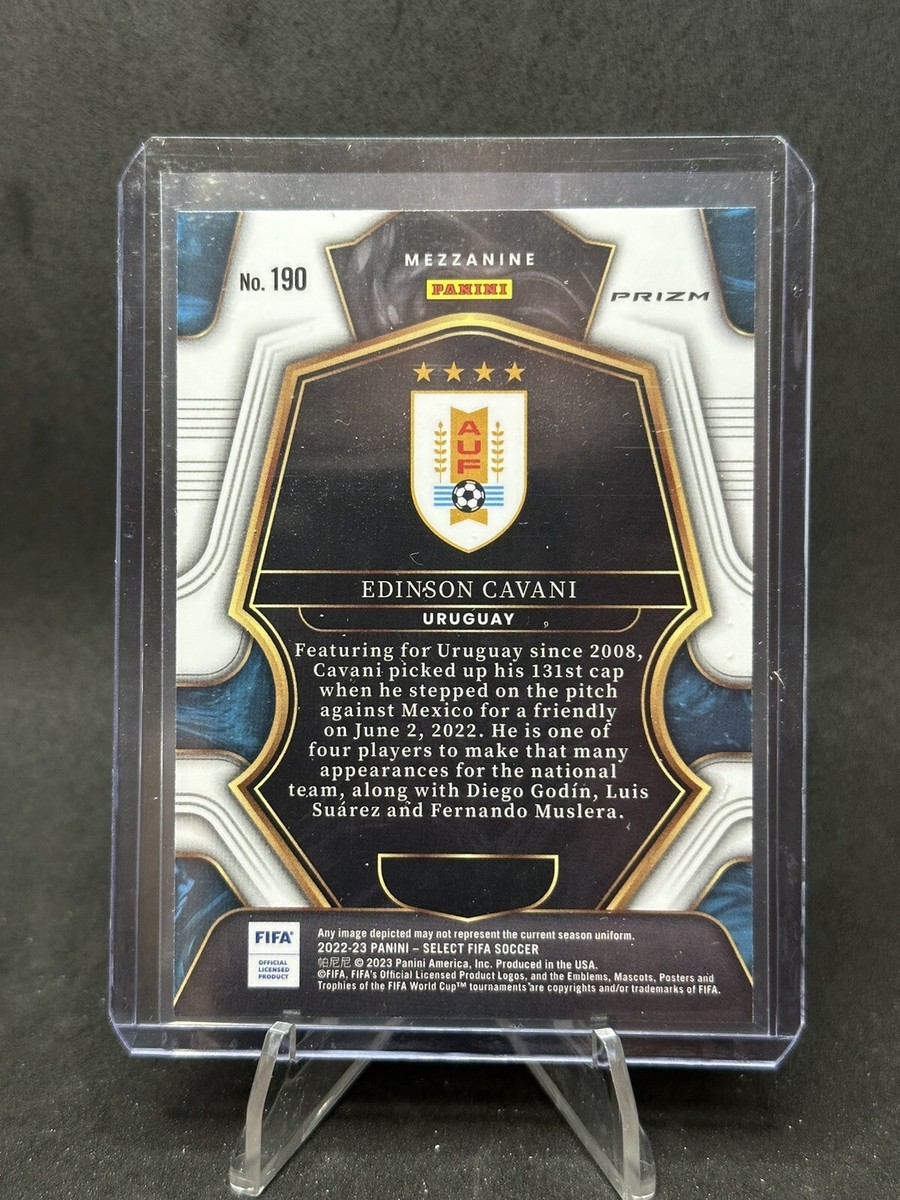 MEZZANINE
No. 190
PANINI
PRIZM
AUF
EDINSON CAVANI
URUGUAY
Featuring for Uruguay since 2008,
Cavani picked up his 131st cap
when he stepped on the pitch
against Mexico for a friendly
on June 2, 2022. He is one of
four players to make that many
appearances for the national
team, along with Diego Godín, Luis
Suárez and Fernando Muslera.
FIFA®
OFFICIAL
LICENSED
PRODUCT
Any image depicted may not represent the current season uniform.
2022-23 PANINI – SELECT FIFA SOCCER
帕尼尼 © 2023 Panini America, Inc. Produced in the USA.
©FIFA, FIFA's Official Licensed Product Logos, and the Emblems, Mascots, Posters and
Trophies of the FIFA World Cup™ tournaments are copyrights and/or trademarks of FIFA.